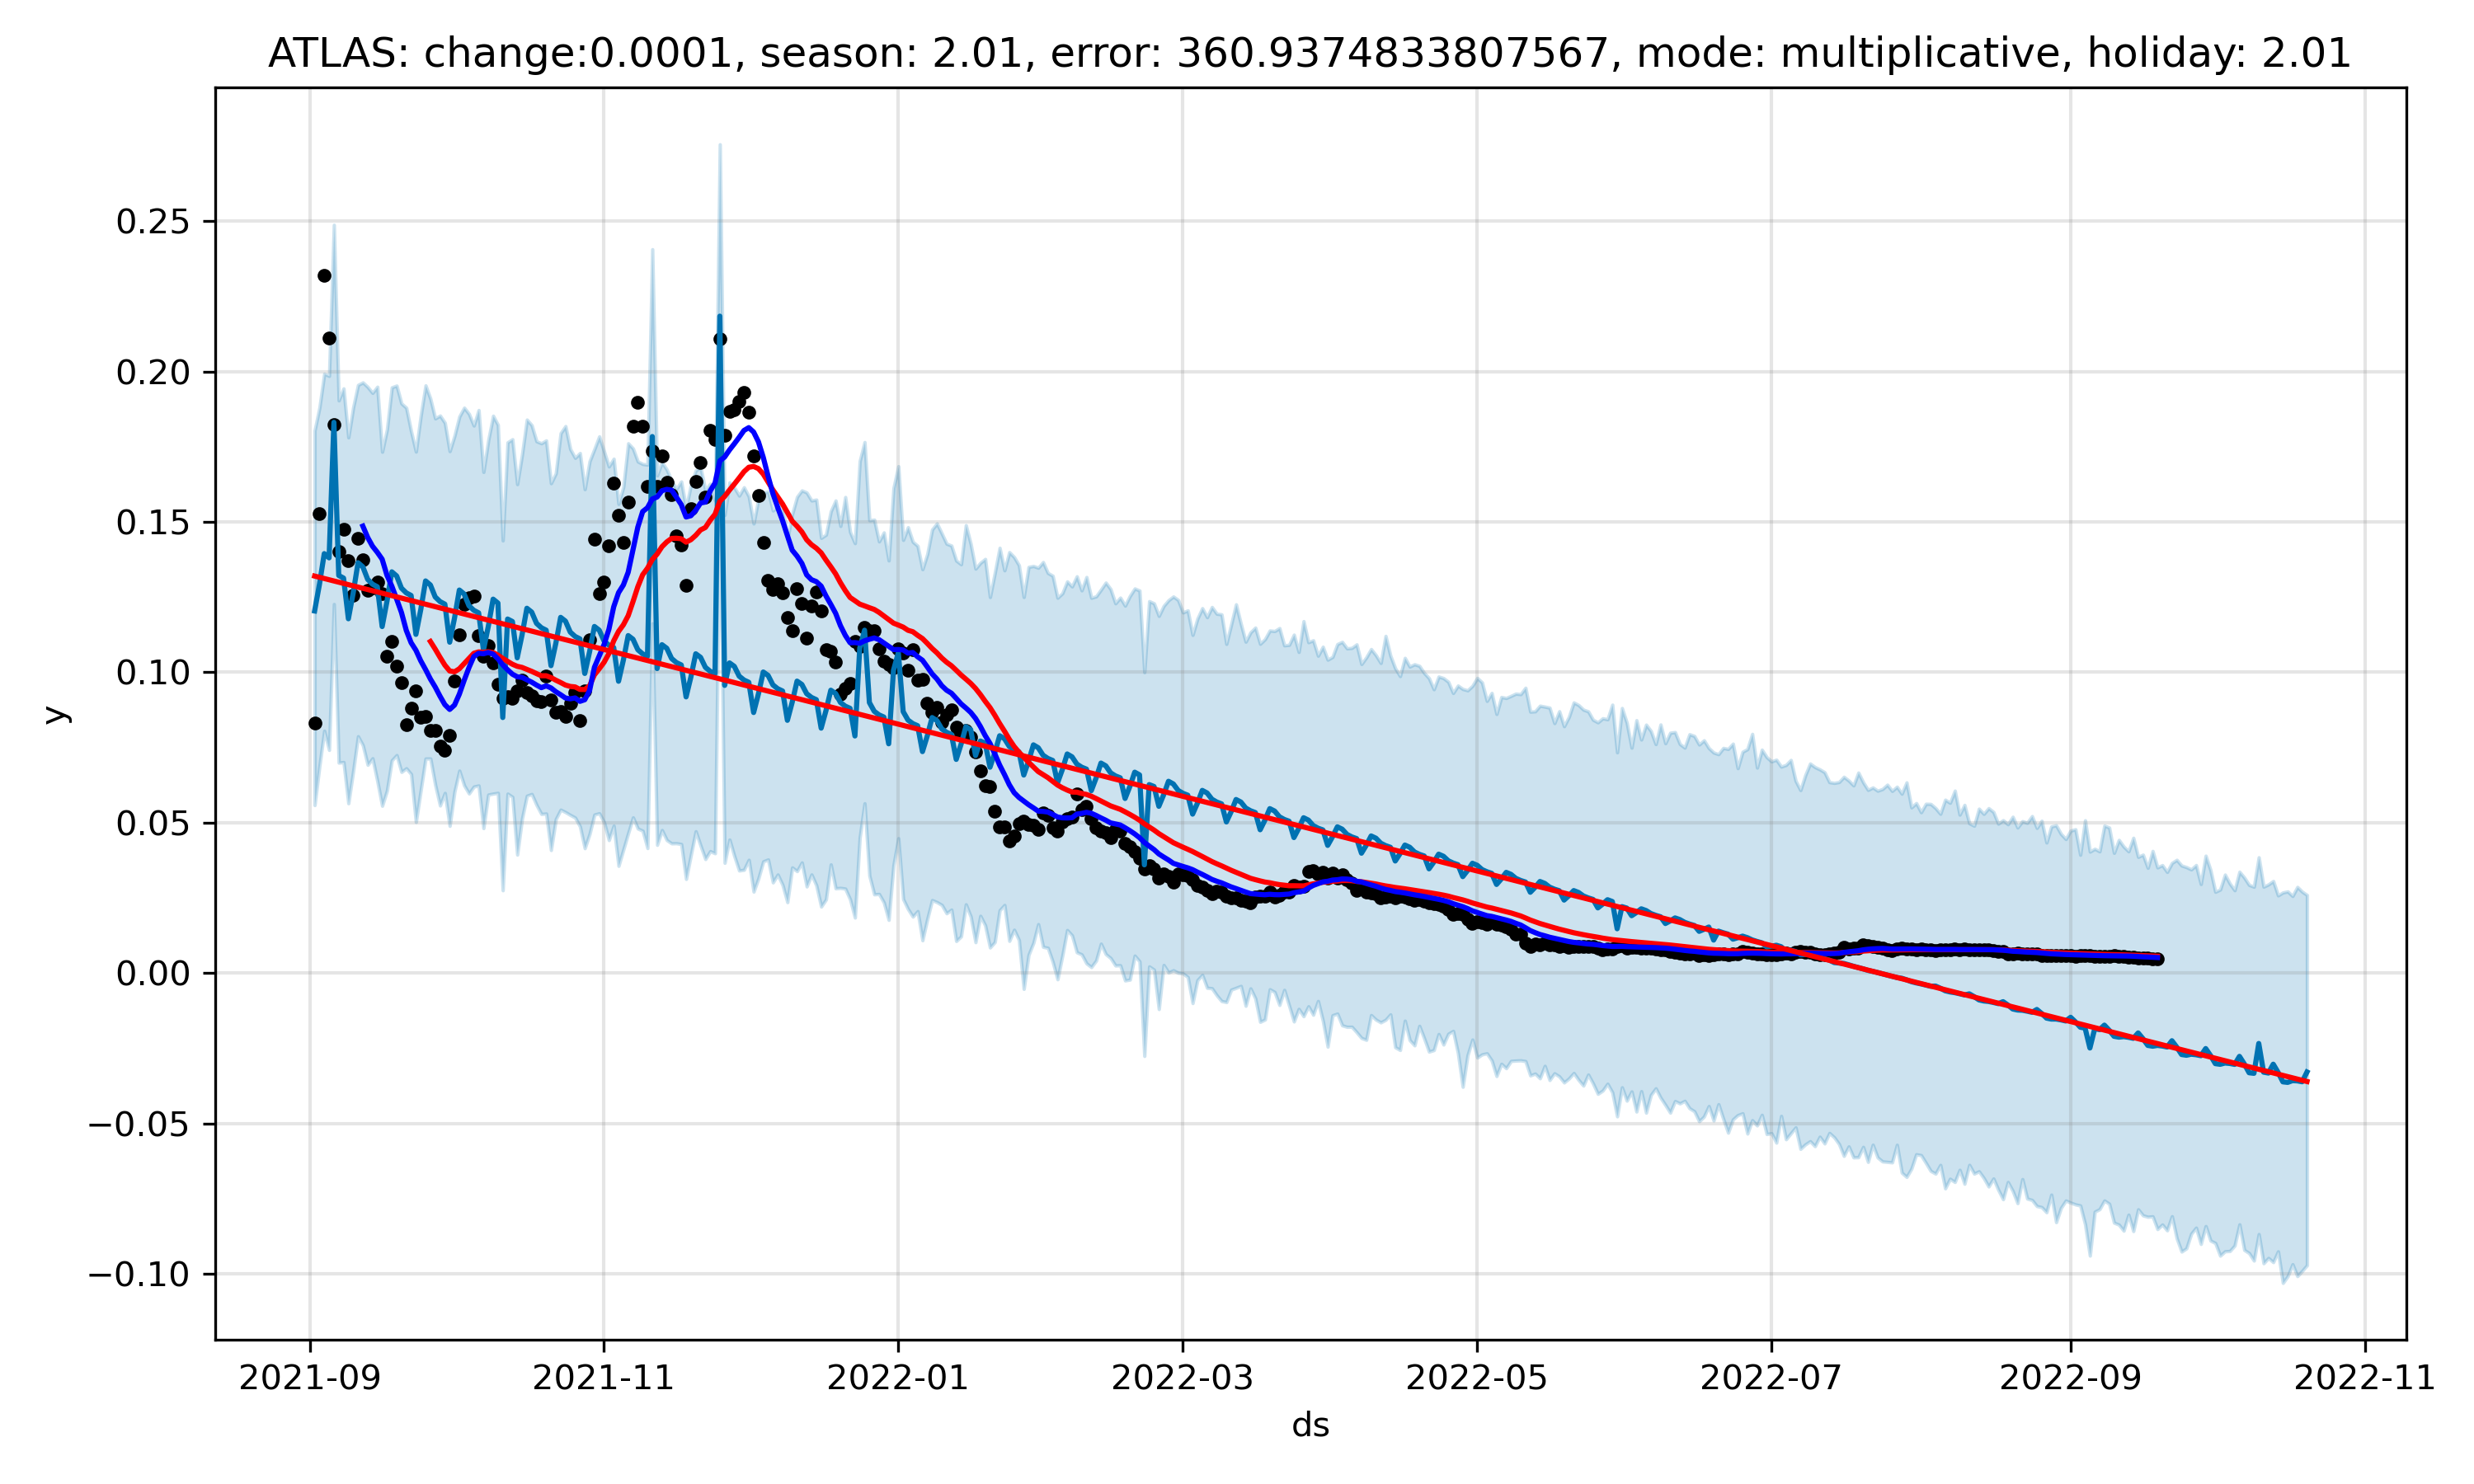 ATLAS: change:0.0001, season: 2.01, error: 360.9374833807567, mode: multiplicative, holiday: 2.01
0.25
0.20
0.15
0.10
0.05
0.00
−0.05
−0.10
y
2021-09 2021-11 2022-01 2022-03 2022-05 2022-07 2022-09 2022-11
ds